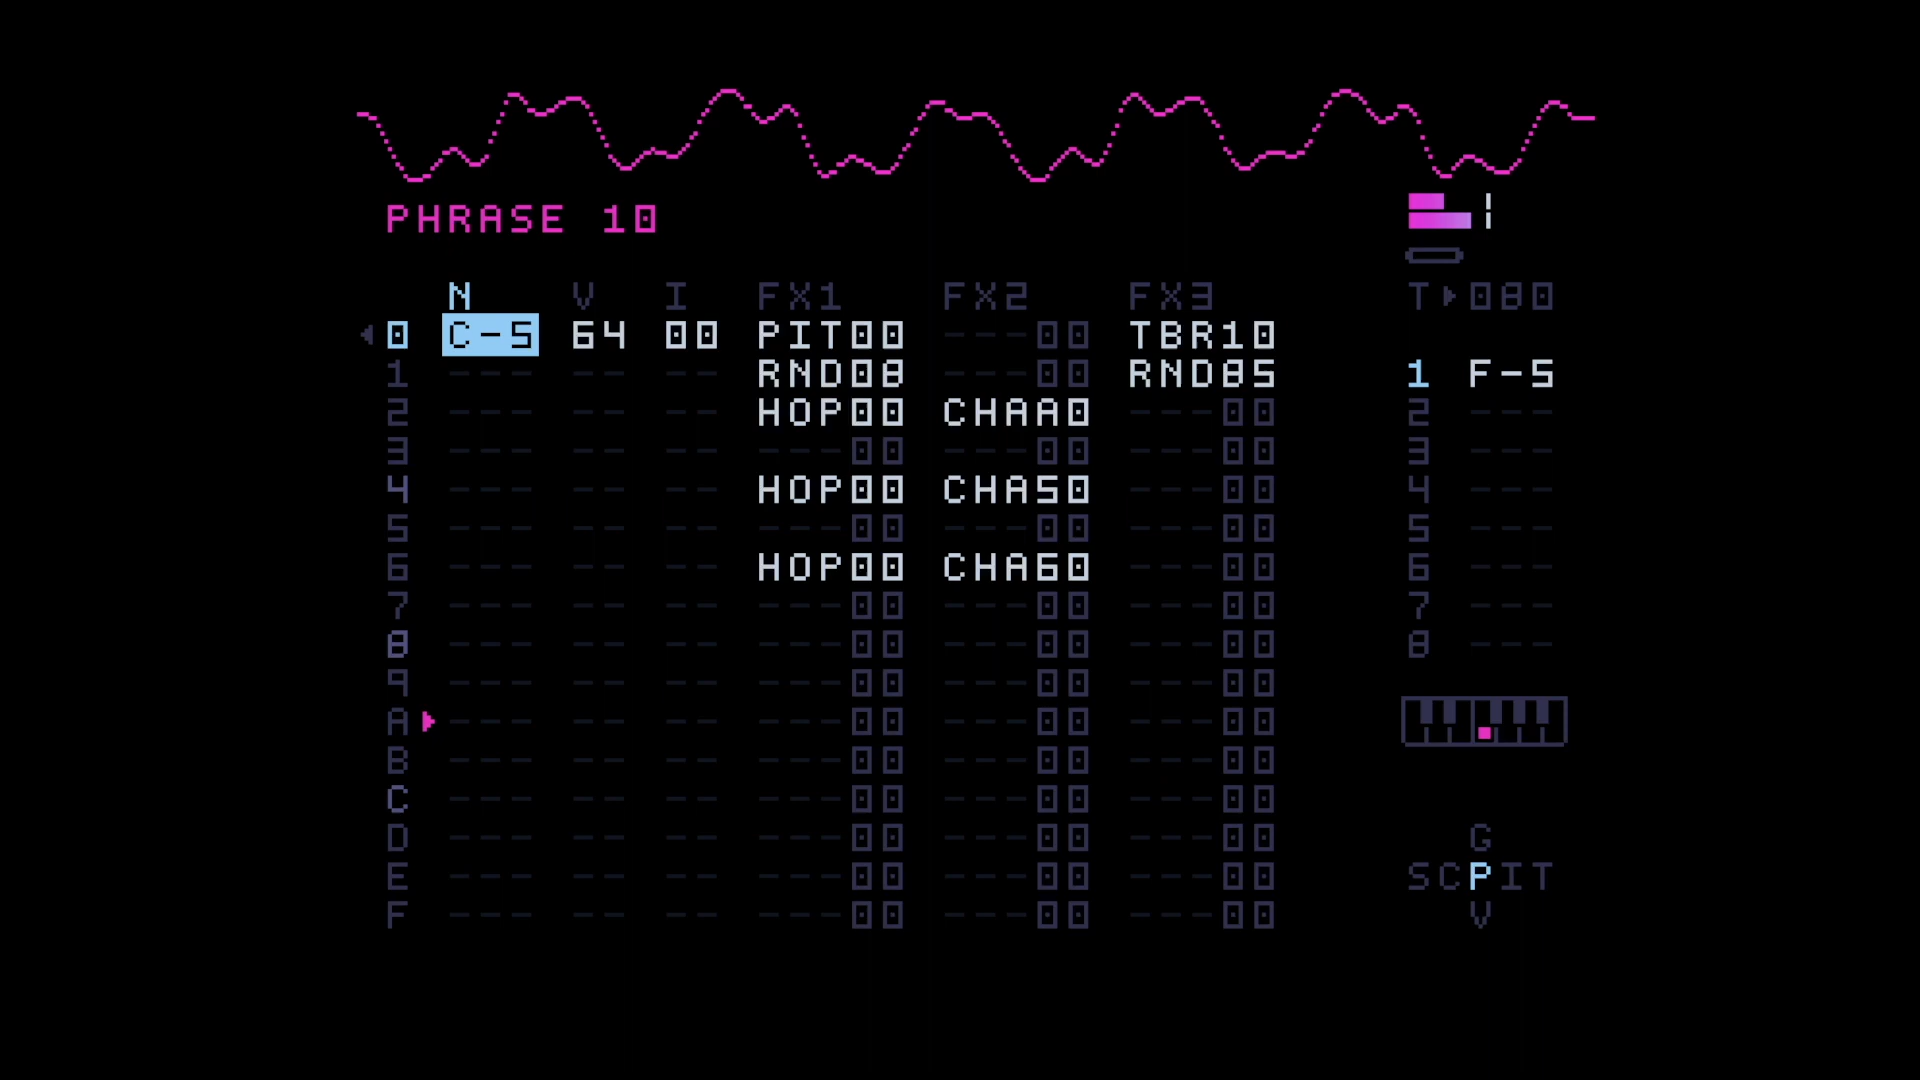 PHRASE 10
N V I FX1 FX2 FX3 T 080
0 C-5 64 00 PIT00 ---00 TBR10
1 --- -- -- RND08 ---00 RND85 1 F-5
2 --- -- -- HOP00 CHAA0 ---00 2 ---
3 --- -- -- ---00 ---00 ---00 3 ---
4 --- -- -- HOP00 CHA50 ---00 4 ---
5 --- -- -- ---00 ---00 ---00 5 ---
6 --- -- -- HOP00 CHA60 ---00 6 ---
7 --- -- -- ---00 ---00 ---00 7 ---
8 --- -- -- ---00 ---00 ---00 8 ---
9 --- -- -- ---00 ---00 ---00
A --- -- -- ---00 ---00 ---00
B --- -- -- ---00 ---00 ---00
C --- -- -- ---00 ---00 ---00
D --- -- -- ---00 ---00 ---00 G
E --- -- -- ---00 ---00 ---00 SCPIT
F --- -- -- ---00 ---00 ---00 V